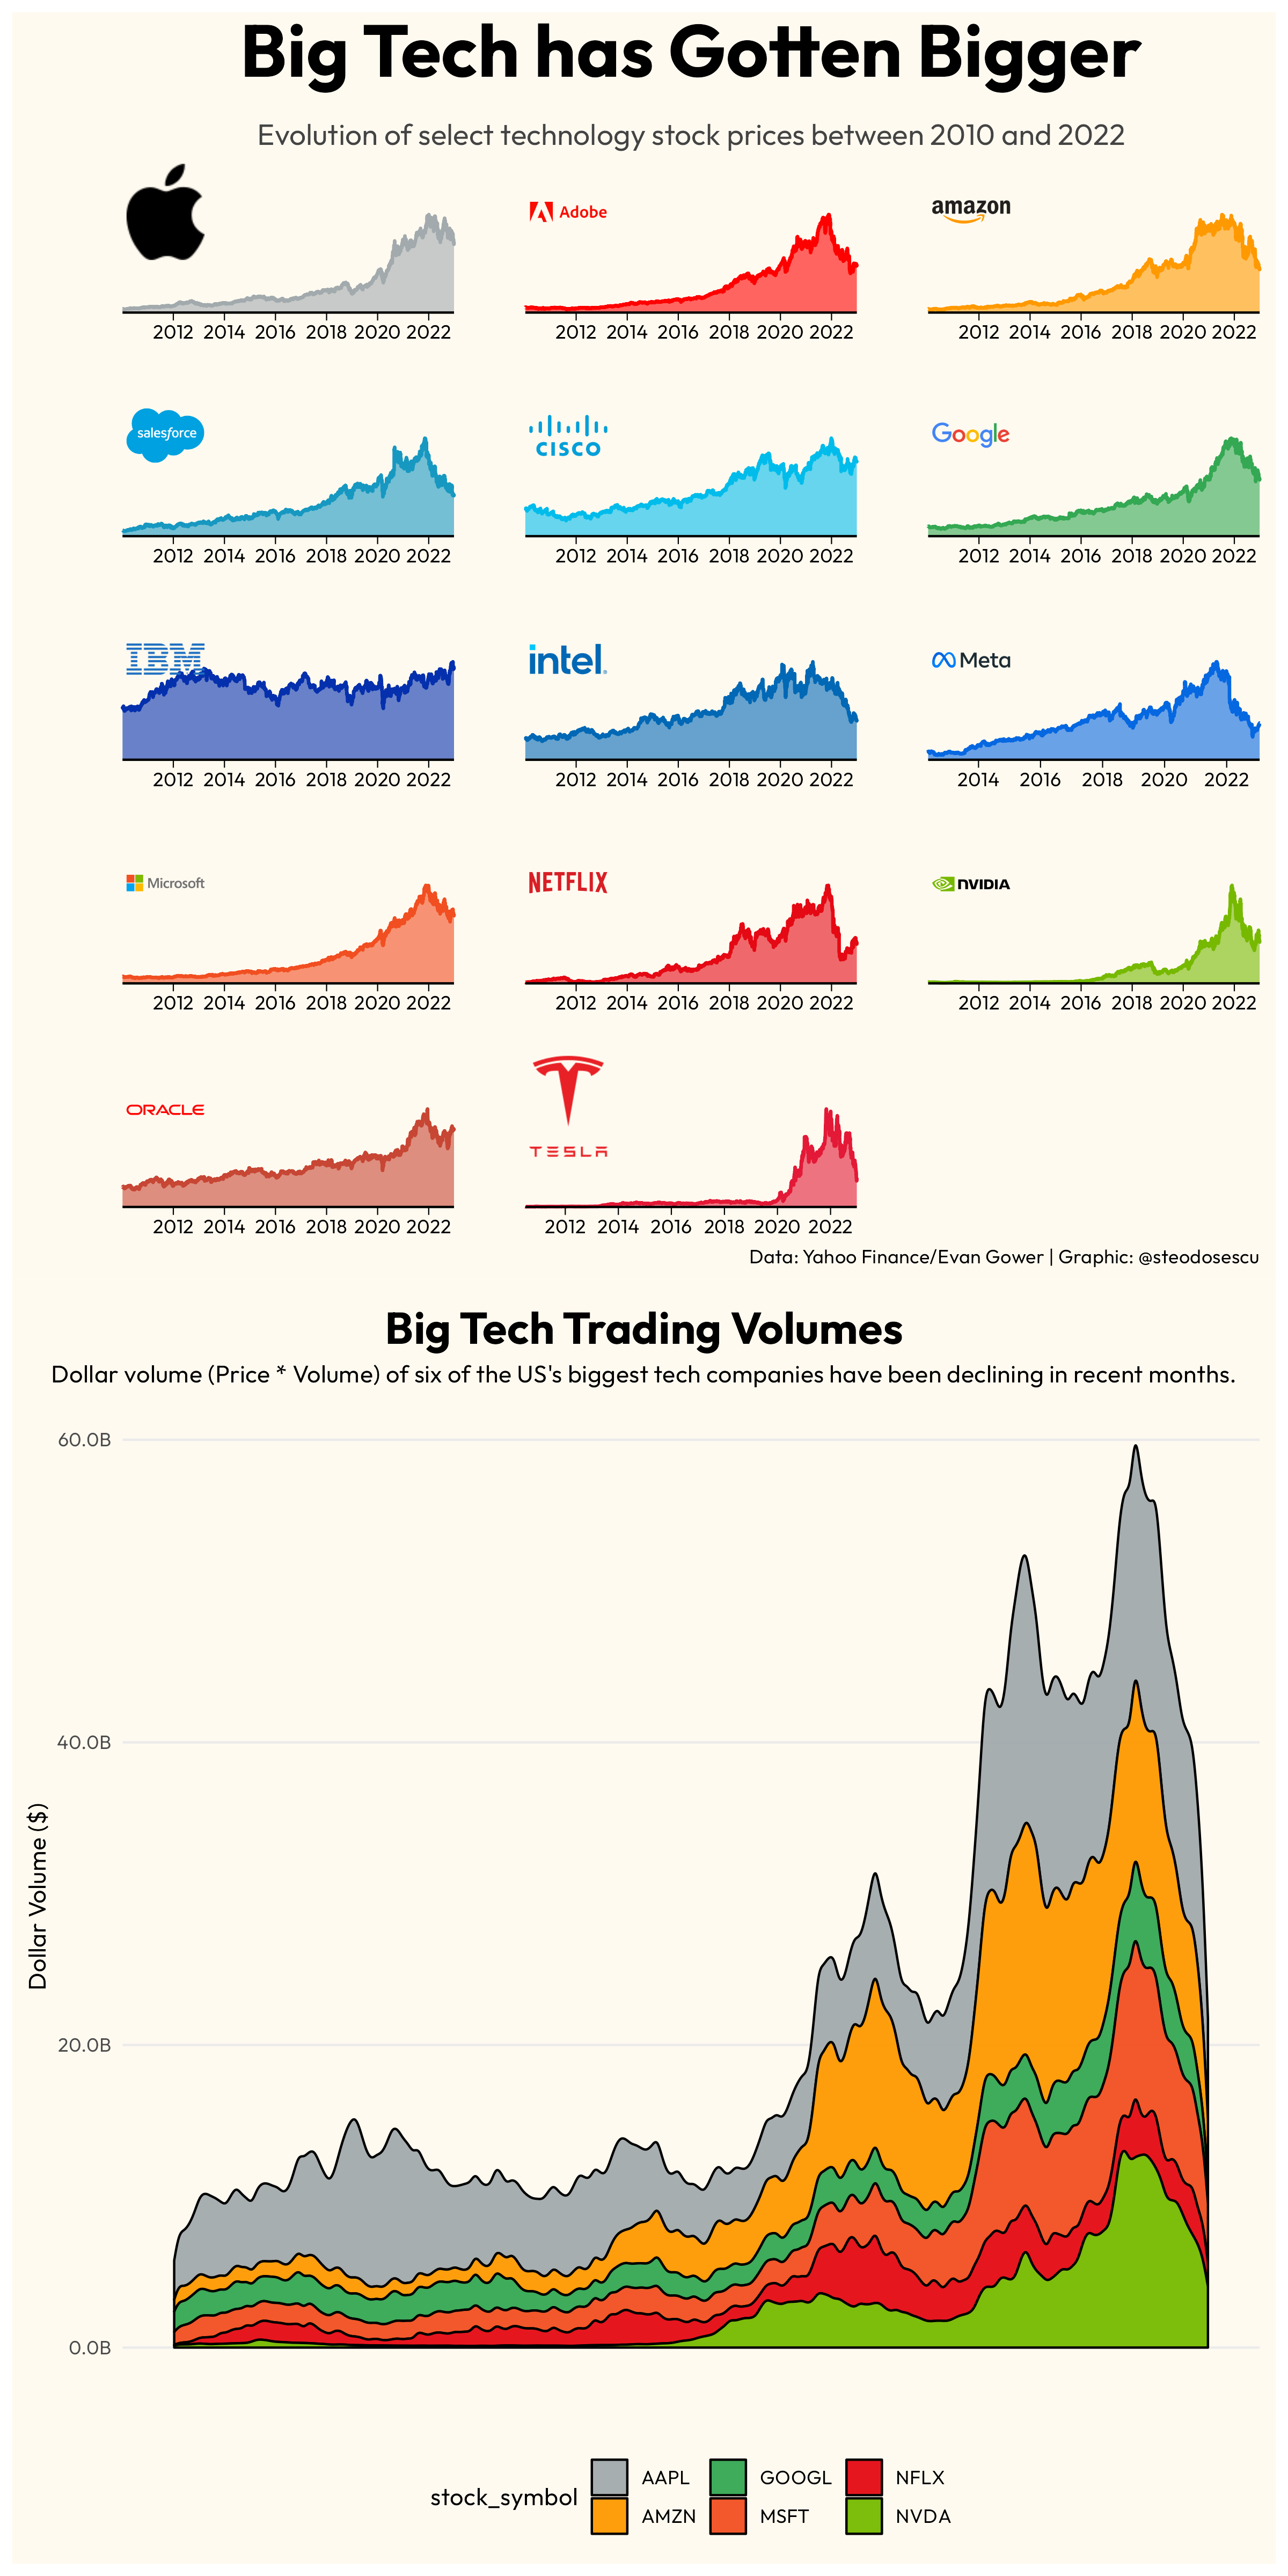 Big Tech has Gotten Bigger
Evolution of select technology stock prices between 2010 and 2022
2012 2014 2016 2018 2020 2022
Adobe
2012 2014 2016 2018 2020 2022
amazon
2012 2014 2016 2018 2020 2022
salesforce
2012 2014 2016 2018 2020 2022
CISCO
2012 2014 2016 2018 2020 2022
Google
2012 2014 2016 2018 2020 2022
IBM
2012 2014 2016 2018 2020 2022
intel.
2012 2014 2016 2018 2020 2022
Meta
2014 2016 2018 2020 2022
Microsoft
2012 2014 2016 2018 2020 2022
NETFLIX
2012 2014 2016 2018 2020 2022
NVIDIA
2012 2014 2016 2018 2020 2022
ORACLE
2012 2014 2016 2018 2020 2022
TESLA
2012 2014 2016 2018 2020 2022
Data: Yahoo Finance/Evan Gower | Graphic: @steodosescu
Big Tech Trading Volumes
Dollar volume (Price * Volume) of six of the US's biggest tech companies have been declining in recent months.
60.0B
40.0B
20.0B
0.0B
Dollar Volume ($)
stock_symbol
AAPL GOOGL NFLX
AMZN MSFT NVDA